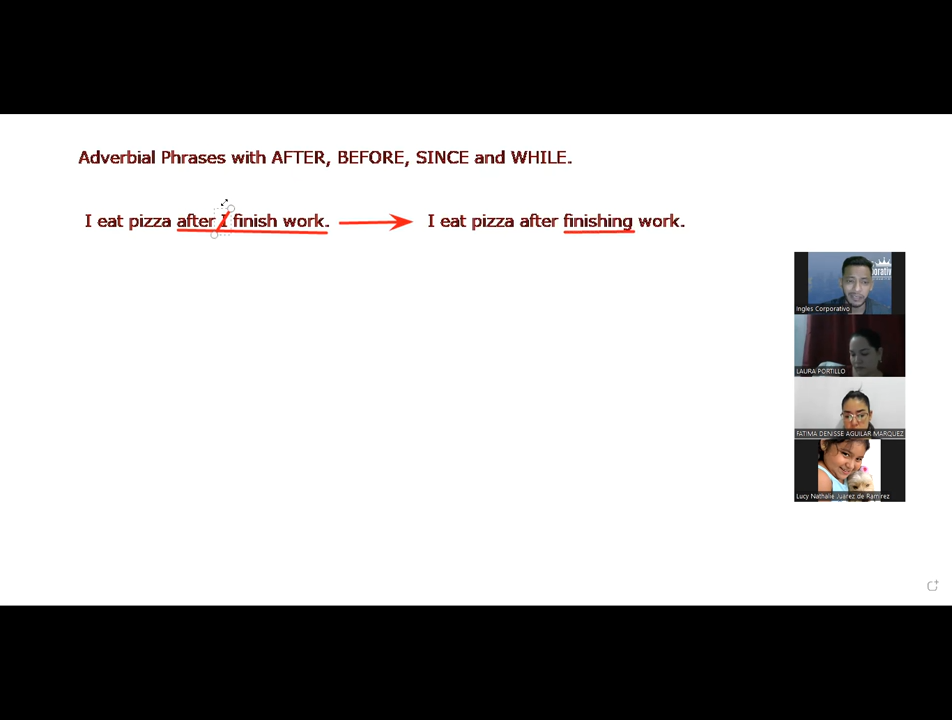 Adverbial Phrases with AFTER, BEFORE, SINCE and WHILE.
I eat pizza after I finish work. I eat pizza after finishing work.
Ingles Corporativo
LAURA PORTILLO
FATIMA DENISSE AGUILAR MARQUEZ
Lucy Nathalie Juarez de Ramirez